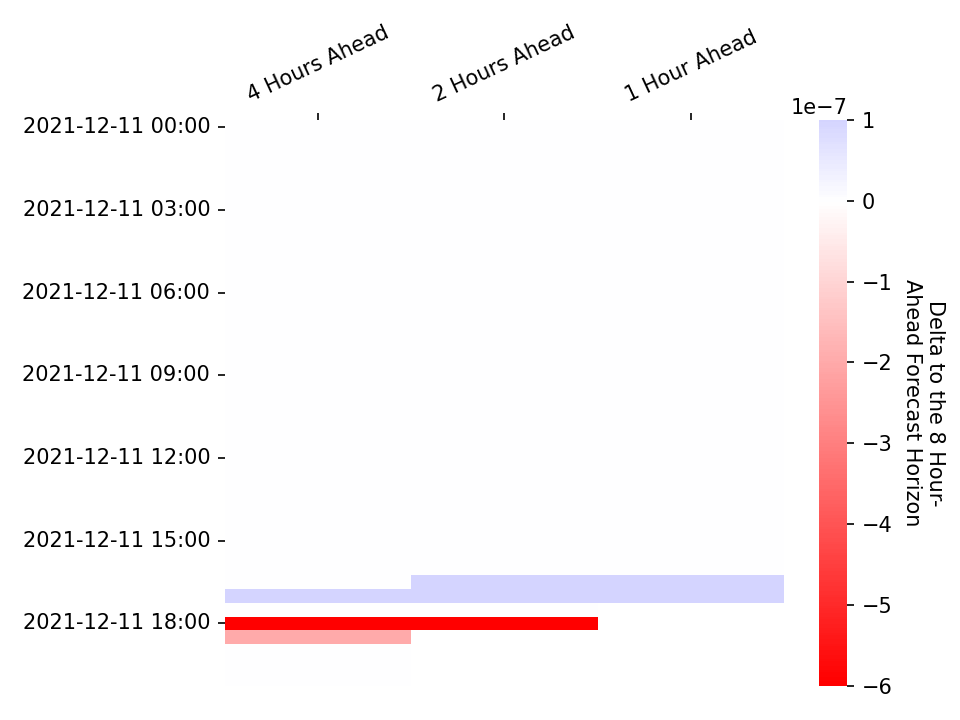 4 Hours Ahead
2 Hours Ahead
1 Hour Ahead
2021-12-11 00:00
2021-12-11 03:00
2021-12-11 06:00
2021-12-11 09:00
2021-12-11 12:00
2021-12-11 15:00
2021-12-11 18:00
1e−7
1
0
−1
−2
−3
−4
−5
−6
Delta to the 8 Hour-
Ahead Forecast Horizon